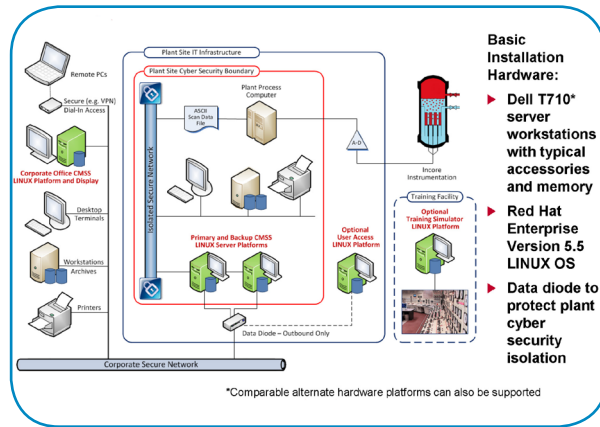 Plant Site IT Infrastructure
Plant Site Cyber Security Boundary
Remote PCs
Secure (e.g. VPN)
Dial-In Access
Corporate Office CMSS
LINUX Platform and Display
Desktop
Terminals
Workstations
Archives
Printers
Isolated Secure Network
ASCII
Scan Data
File
Plant Process
Computer
A-D
Incore
Instrumentation
Primary and Backup CMSS
LINUX Server Platforms
Optional
User Access
LINUX Platform
Training Facility
Optional
Training Simulator
LINUX Platform
Data Diode – Outbound Only
Corporate Secure Network
Basic
Installation
Hardware:
Dell T710*
server
workstations
with typical
accessories
and memory
Red Hat
Enterprise
Version 5.5
LINUX OS
Data diode to
protect plant
cyber
security
isolation
*Comparable alternate hardware platforms can also be supported